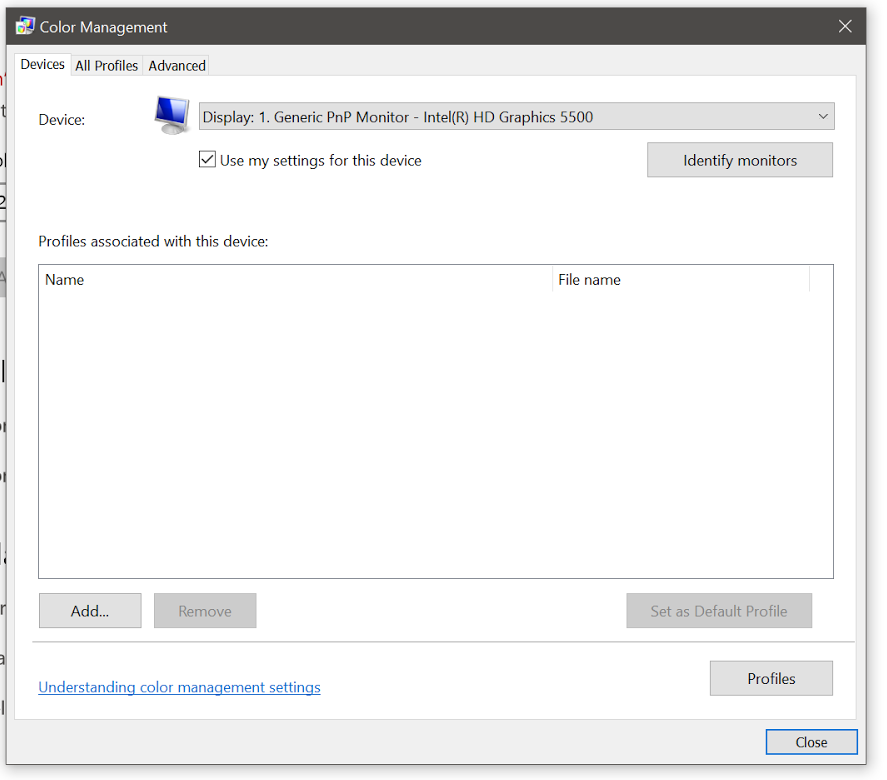 Color Management
Devices
All Profiles
Advanced
Device:
Display: 1. Generic PnP Monitor - Intel(R) HD Graphics 5500
Use my settings for this device
Identify monitors
Profiles associated with this device:
Name
File name
Add...
Remove
Set as Default Profile
Understanding color management settings
Profiles
Close